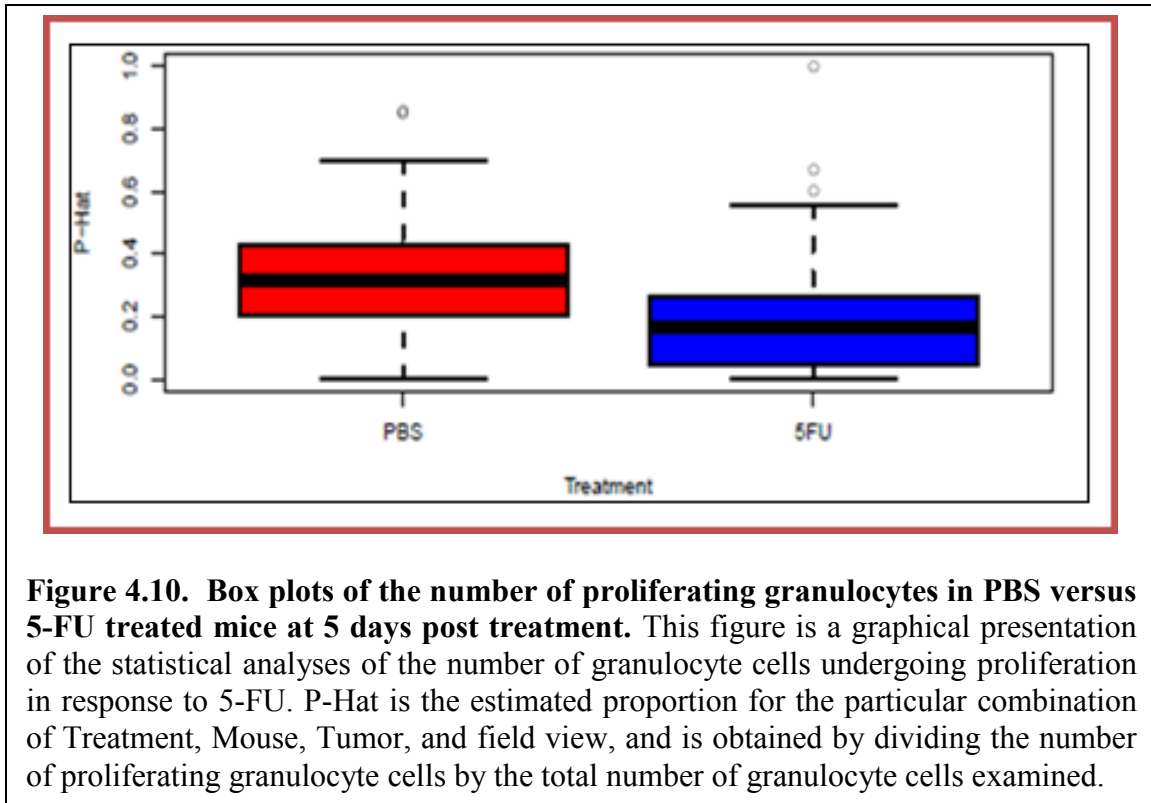 1.0
0.8
0.6
0.4
0.2
0.0
P-Hat
PBS 5FU
Treatment
Figure 4.10. Box plots of the number of proliferating granulocytes in PBS versus
5-FU treated mice at 5 days post treatment. This figure is a graphical presentation
of the statistical analyses of the number of granulocyte cells undergoing proliferation
in response to 5-FU. P-Hat is the estimated proportion for the particular combination
of Treatment, Mouse, Tumor, and field view, and is obtained by dividing the number
of proliferating granulocyte cells by the total number of granulocyte cells examined.